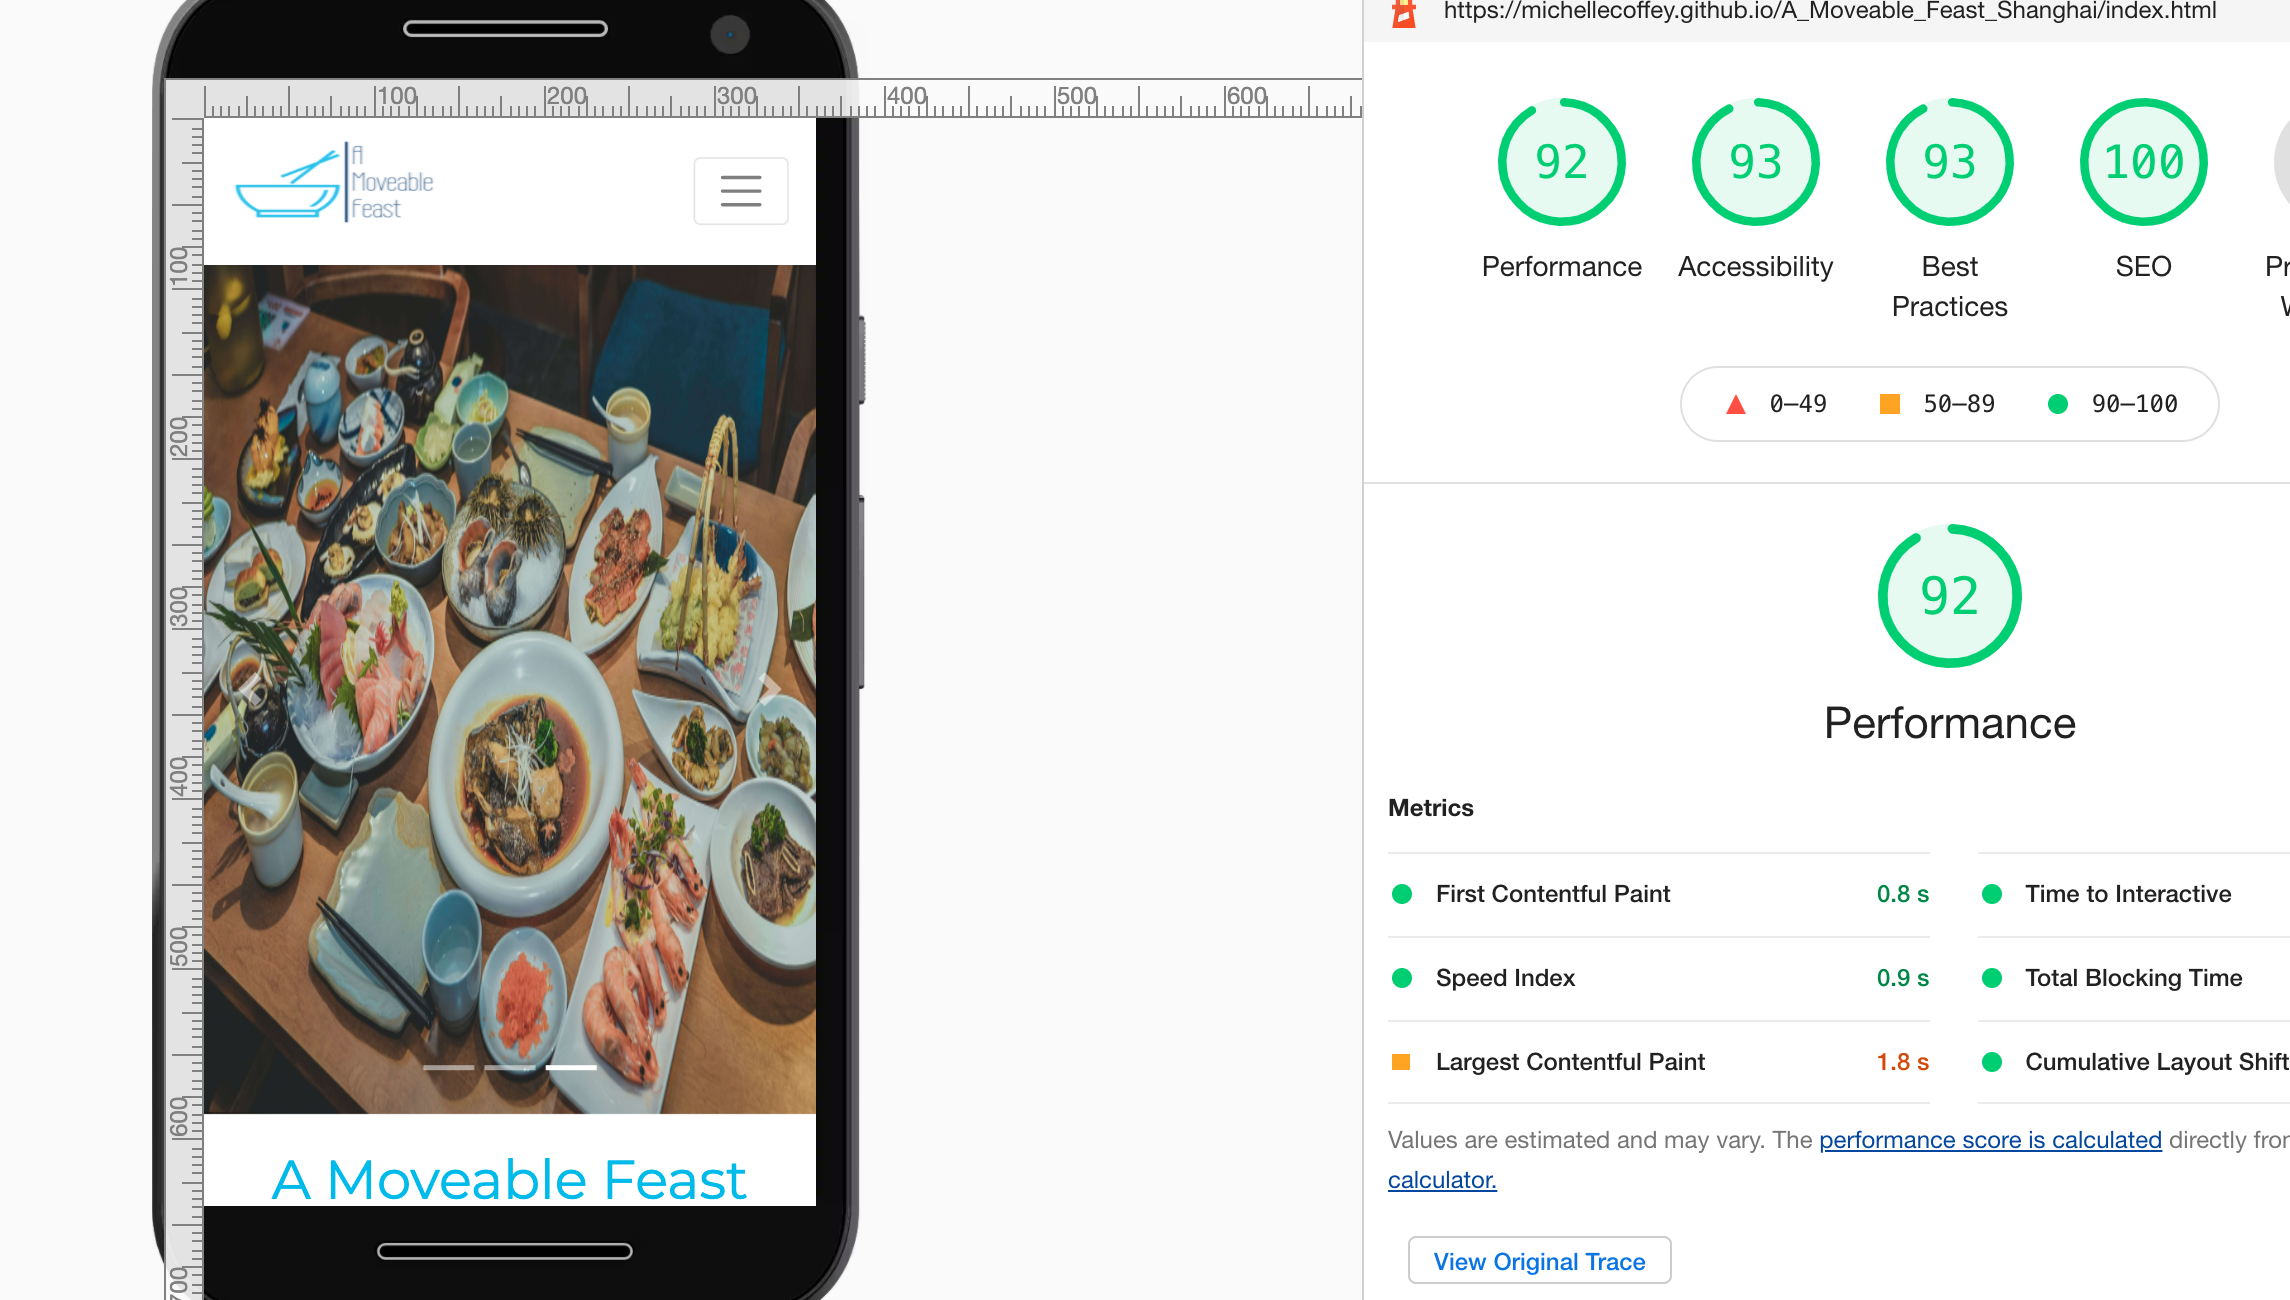 https://michellecoffey.github.io/A_Moveable_Feast_Shanghai/index.html
100
200
300
400
500
600
100
200
300
400
500
600
700
A
Moveable
Feast
A Moveable Feast
92
93
93
100
Performance
Accessibility
Best
Practices
SEO
Pr
0–49
50–89
90–100
92
Performance
Metrics
First Contentful Paint 0.8 s
Time to Interactive
Speed Index 0.9 s
Total Blocking Time
Largest Contentful Paint 1.8 s
Cumulative Layout Shift
Values are estimated and may vary. The performance score is calculated directly from
calculator.
View Original Trace